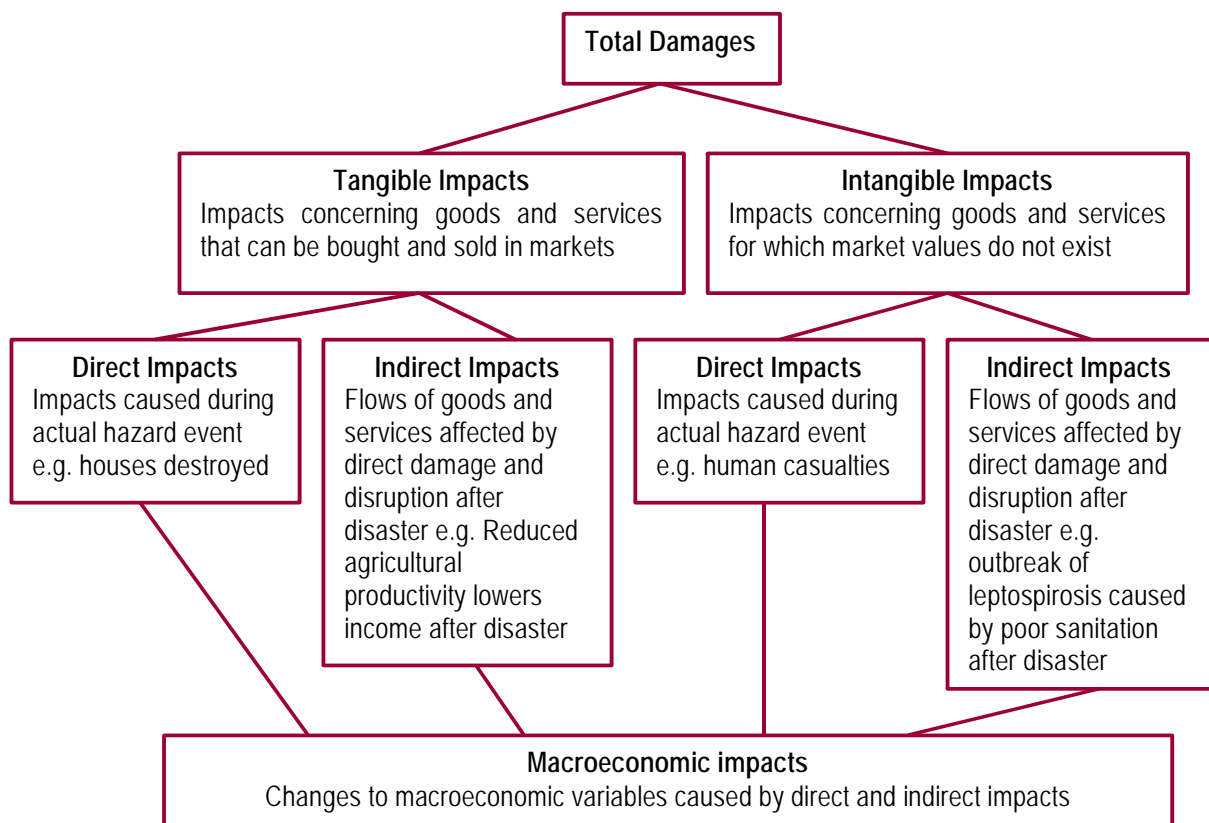 Total Damages
Tangible Impacts
Impacts concerning goods and services
that can be bought and sold in markets
Intangible Impacts
Impacts concerning goods and services
for which market values do not exist
Direct Impacts
Impacts caused during
actual hazard event
e.g. houses destroyed
Indirect Impacts
Flows of goods and
services affected by
direct damage and
disruption after
disaster e.g. Reduced
agricultural
productivity lowers
income after disaster
Direct Impacts
Impacts caused during
actual hazard event
e.g. human casualties
Indirect Impacts
Flows of goods and
services affected by
direct damage and
disruption after
disaster e.g.
outbreak of
leptospirosis caused
by poor sanitation
after disaster
Macroeconomic impacts
Changes to macroeconomic variables caused by direct and indirect impacts